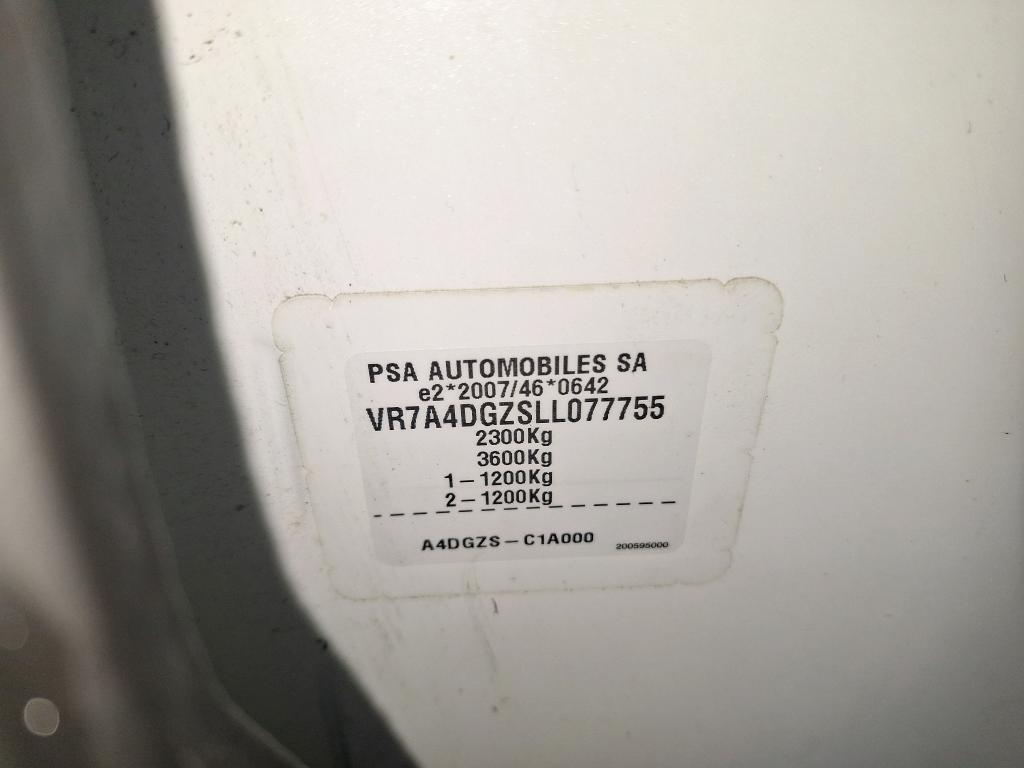 PSA AUTOMOBILES SA
e2*2007/46*0642
VR7A4DGZSLL077755
2300Kg
3600Kg
1-1200Kg
2-1200Kg
A4DGZS-C1A000 200595000